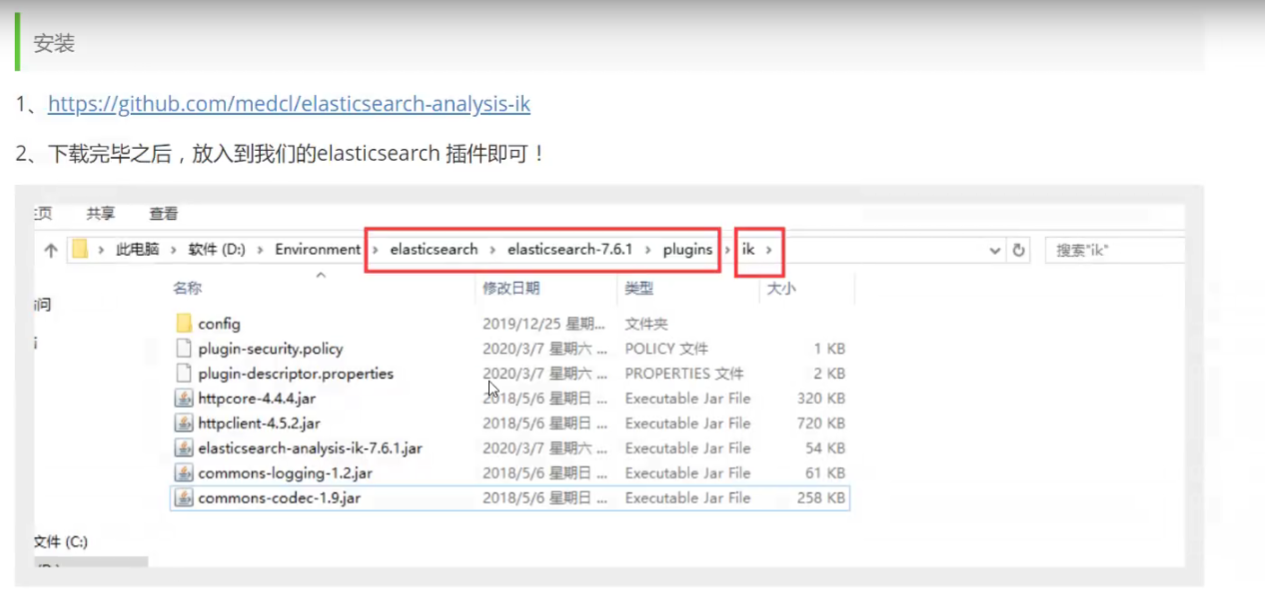 安装
1、https://github.com/medcl/elasticsearch-analysis-ik
2、下载完毕之后，放入到我们的elasticsearch 插件即可！
主页 共享 查看
此电脑 › 软件 (D:) › Environment › elasticsearch › elasticsearch-7.6.1 › plugins › ik › 搜索"ik"
名称 修改日期 类型 大小
config 2019/12/25 星期... 文件夹
plugin-security.policy 2020/3/7 星期六 ... POLICY 文件 1 KB
plugin-descriptor.properties 2020/3/7 星期六 ... PROPERTIES 文件 2 KB
httpcore-4.4.4.jar 2018/5/6 星期日 ... Executable Jar File 320 KB
httpclient-4.5.2.jar 2018/5/6 星期日 ... Executable Jar File 720 KB
elasticsearch-analysis-ik-7.6.1.jar 2020/3/7 星期六 ... Executable Jar File 54 KB
commons-logging-1.2.jar 2018/5/6 星期日 ... Executable Jar File 61 KB
commons-codec-1.9.jar 2018/5/6 星期日 ... Executable Jar File 258 KB
文件 (C:)